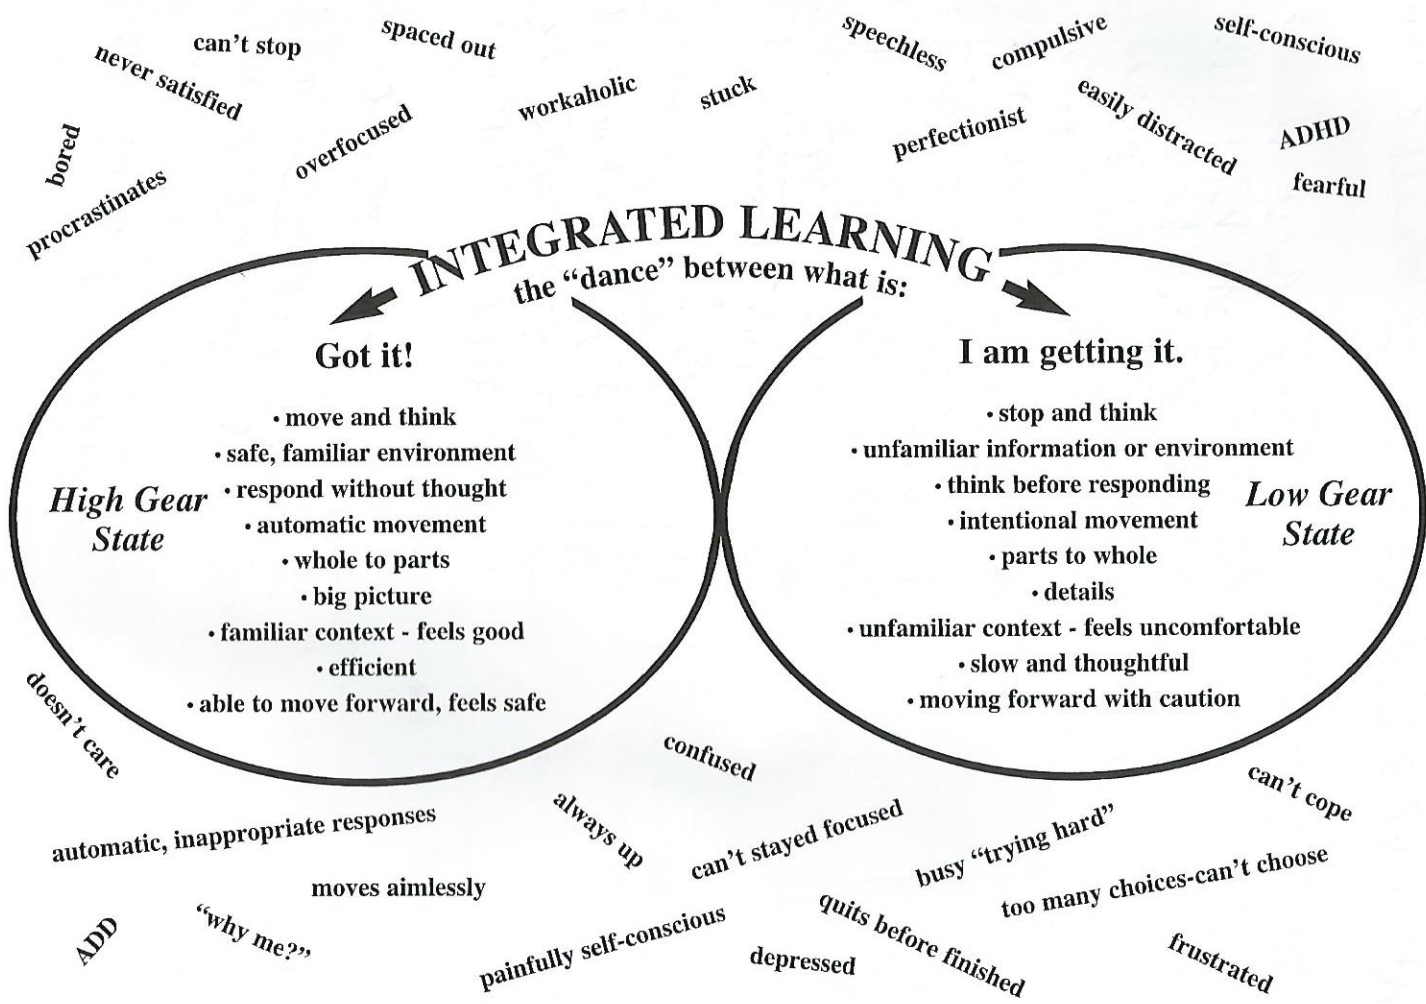 can't stop
spaced out
never satisfied
workaholic
stuck
speechless
compulsive
self-conscious
bored
overfocused
perfectionist
easily distracted
ADHD
procrastinates
fearful
INTEGRATED LEARNING
the “dance” between what is:
Got it!
• move and think
• safe, familiar environment
• respond without thought
• automatic movement
• whole to parts
• big picture
• familiar context - feels good
• efficient
• able to move forward, feels safe
High Gear
State
I am getting it.
• stop and think
• unfamiliar information or environment
• think before responding
• intentional movement
• parts to whole
• details
• unfamiliar context - feels uncomfortable
• slow and thoughtful
• moving forward with caution
Low Gear
State
doesn't care
confused
can't cope
automatic, inappropriate responses
always up
can't stayed focused
busy “trying hard”
moves aimlessly
too many choices-can't choose
ADD
“why me?”
painfully self-conscious
depressed
quits before finished
frustrated